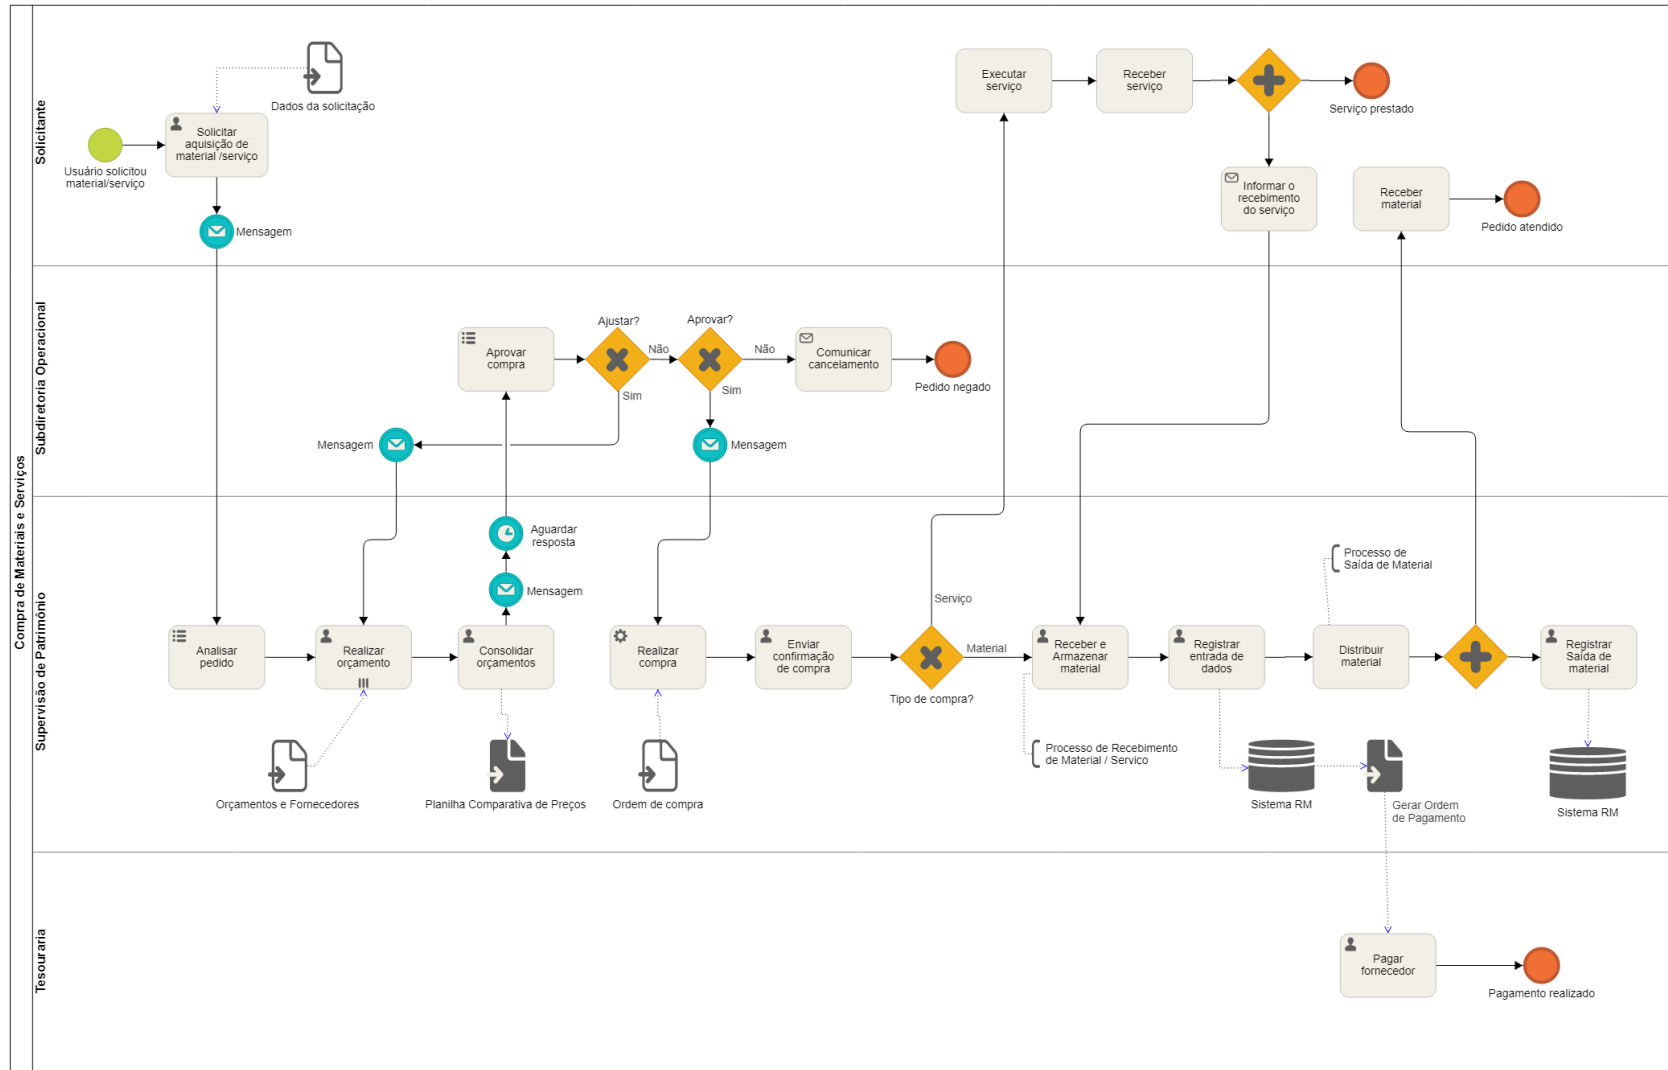 Compra de Materiais e Serviços
Solicitante
Dados da solicitação
Usuário solicitou
material/serviço
Solicitar
aquisição de
material /serviço
Mensagem
Executar
serviço
Receber
serviço
Serviço prestado
Informar o
recebimento
do serviço
Receber
material
Pedido atendido
Subdiretoria Operacional
Aprovar
compra
Ajustar?
Não
Sim
Aprovar?
Não
Sim
Comunicar
cancelamento
Pedido negado
Mensagem
Mensagem
Supervisão de Patrimônio
Aguardar
resposta
Mensagem
Analisar
pedido
Realizar
orçamento
Consolidar
orçamentos
Realizar
compra
Enviar
confirmação
de compra
Serviço
Material
Tipo de compra?
Receber e
Armazenar
material
Registrar
entrada de
dados
Processo de
Saída de Material
Distribuir
material
Registrar
Saída de
material
Orçamentos e Fornecedores
Planilha Comparativa de Preços
Ordem de compra
Processo de Recebimento
de Material / Servico
Sistema RM
Gerar Ordem
de Pagamento
Sistema RM
Tesouraria
Pagar
fornecedor
Pagamento realizado